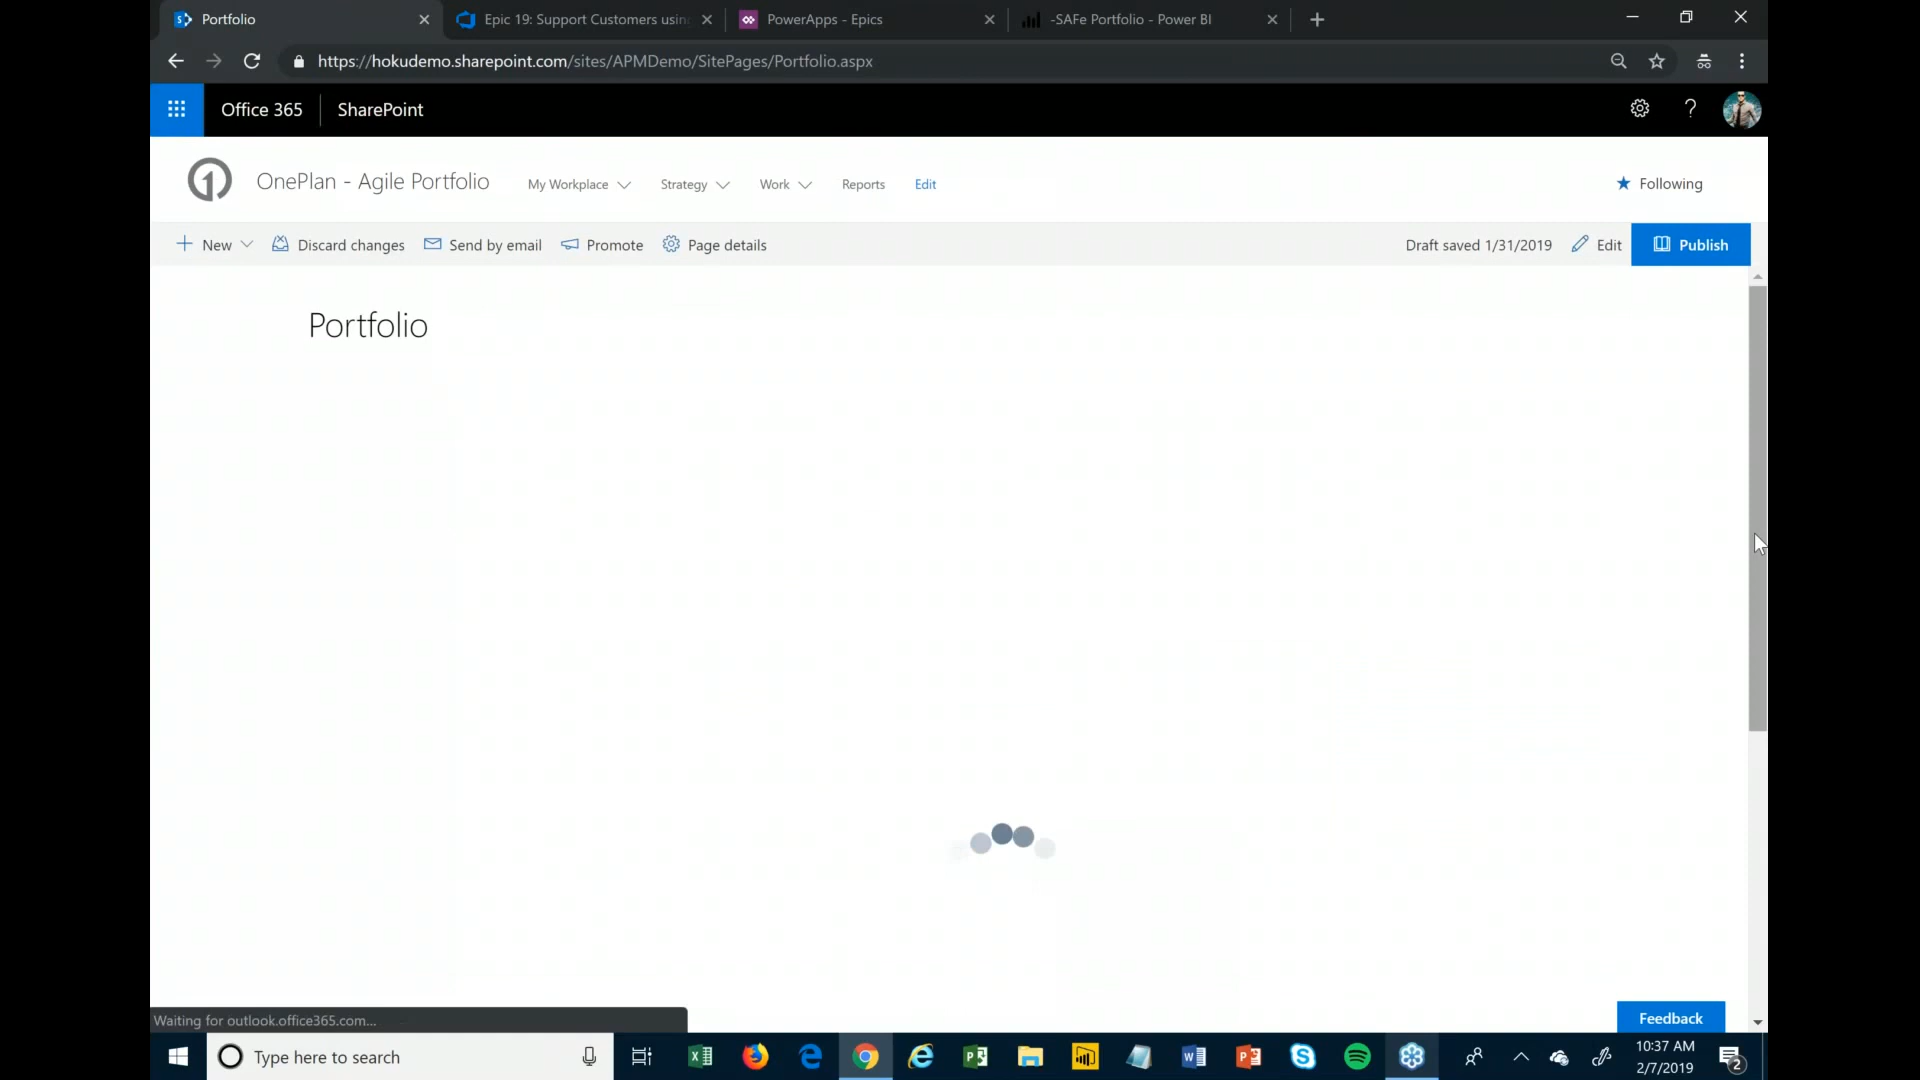 Portfolio
Epic 19: Support Customers usin
PowerApps - Epics
-SAFe Portfolio - Power BI
https://hokudemo.sharepoint.com/sites/APMDemo/SitePages/Portfolio.aspx
Office 365
SharePoint
OnePlan - Agile Portfolio
My Workplace
Strategy
Work
Reports
Edit
Following
New
Discard changes
Send by email
Promote
Page details
Draft saved 1/31/2019
Edit
Publish
Portfolio
Waiting for outlook.office365.com...
Feedback
Type here to search
10:37 AM
2/7/2019
2